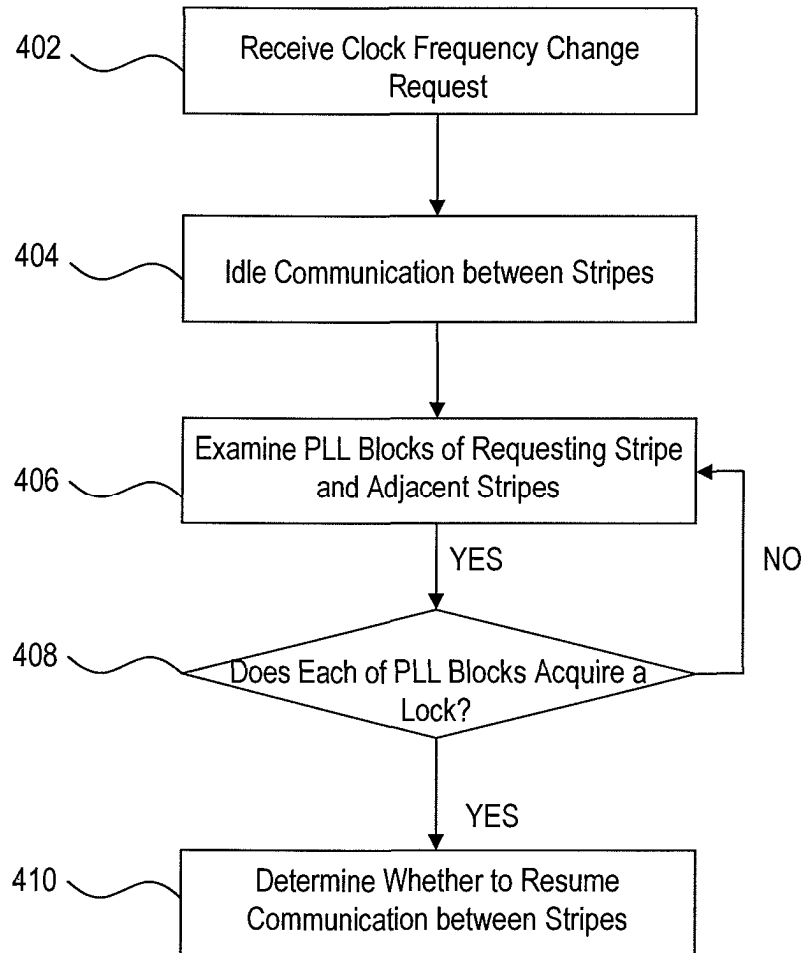 402
Receive Clock Frequency Change
Request
404
Idle Communication between Stripes
406
Examine PLL Blocks of Requesting Stripe
and Adjacent Stripes
YES
NO
408
Does Each of PLL Blocks Acquire a
Lock?
YES
410
Determine Whether to Resume
Communication between Stripes